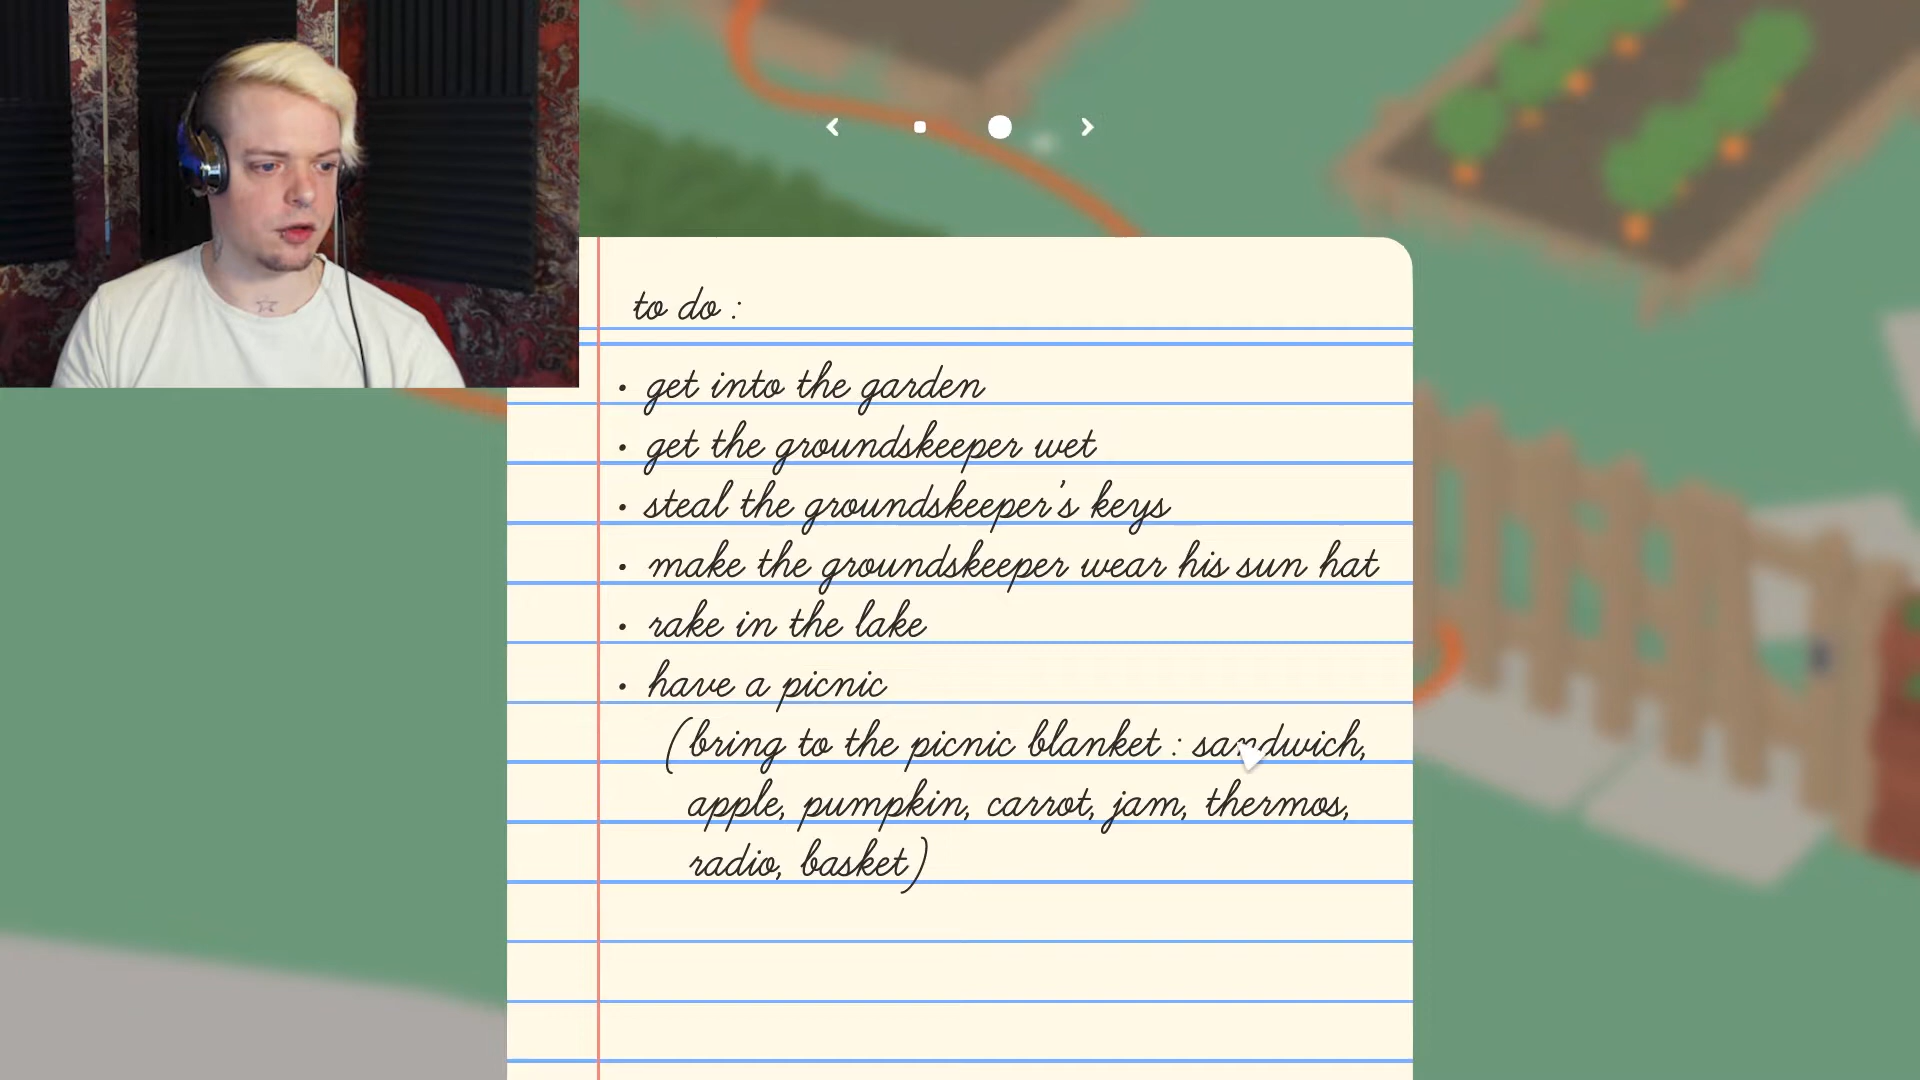 to do :
• get into the garden
• get the groundskeeper wet
• steal the groundskeeper's keys
• make the groundskeeper wear his sun hat
• rake in the lake
• have a picnic
(bring to the picnic blanket : sandwich,
apple, pumpkin, carrot, jam, thermos,
radio, basket)